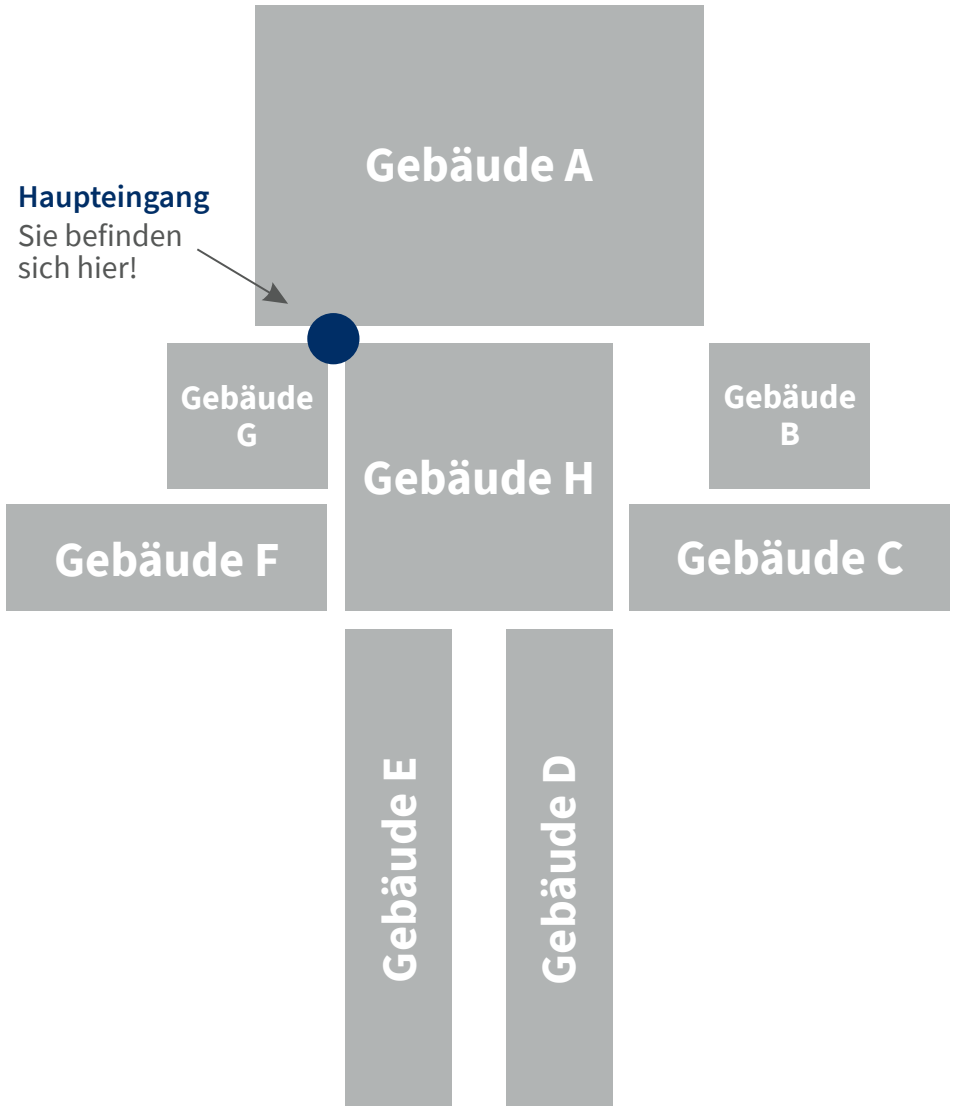 Gebäude A
Haupteingang
Sie befinden
sich hier!
Gebäude
G
Gebäude H
Gebäude
B
Gebäude F
Gebäude C
Gebäude E
Gebäude D